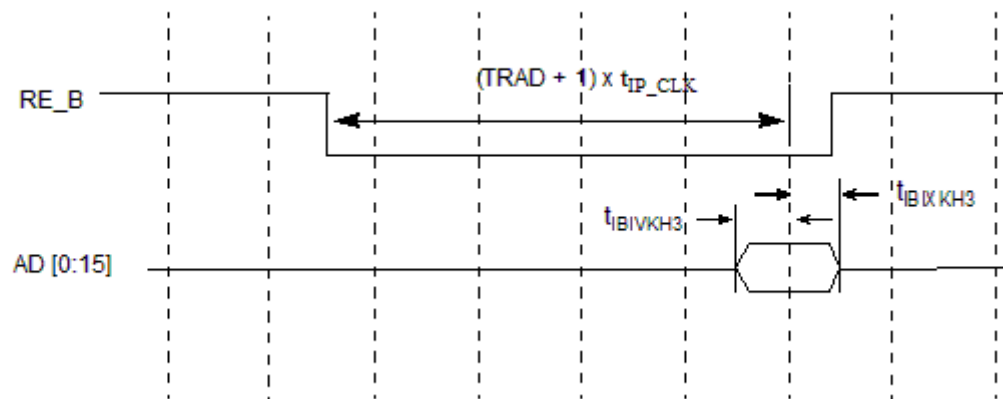 (TRAD + 1) x tIP_CLK
RE_B
tIBIXKH3
tIBIVKH3
AD [0:15]